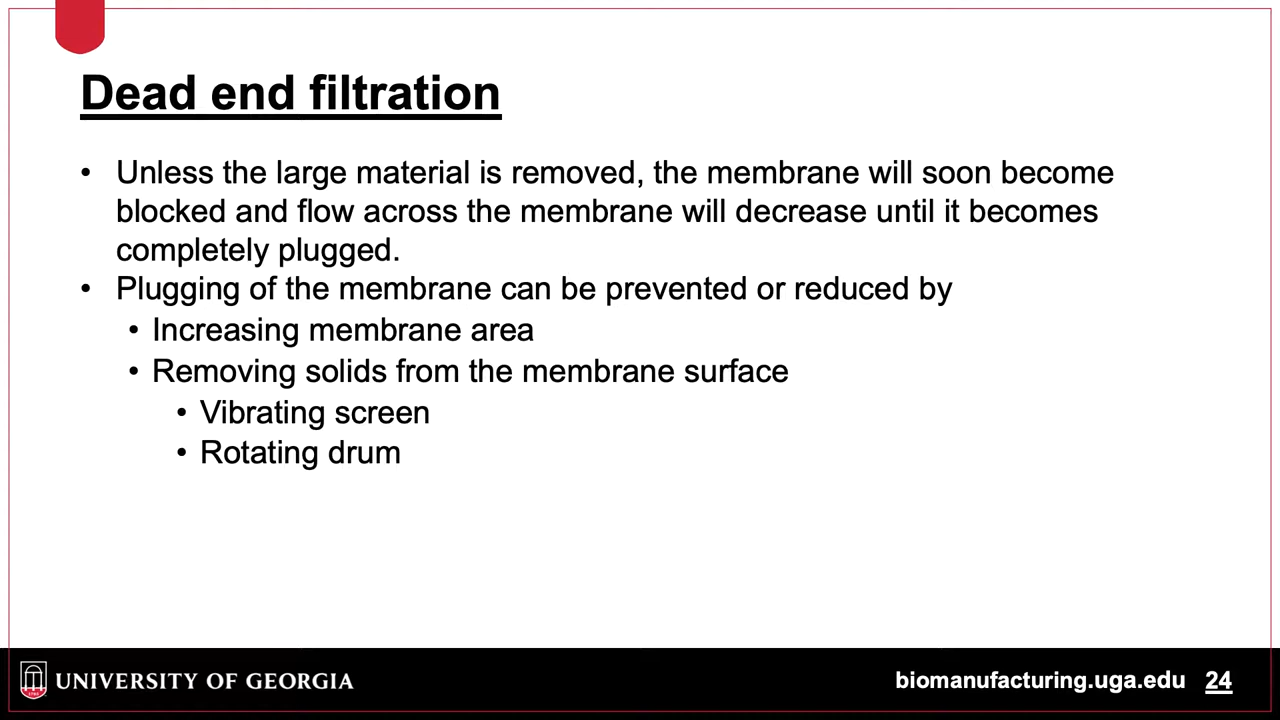 Dead end filtration
• Unless the large material is removed, the membrane will soon become
blocked and flow across the membrane will decrease until it becomes
completely plugged.
• Plugging of the membrane can be prevented or reduced by
• Increasing membrane area
• Removing solids from the membrane surface
• Vibrating screen
• Rotating drum
UNIVERSITY OF GEORGIA
biomanufacturing.uga.edu 24